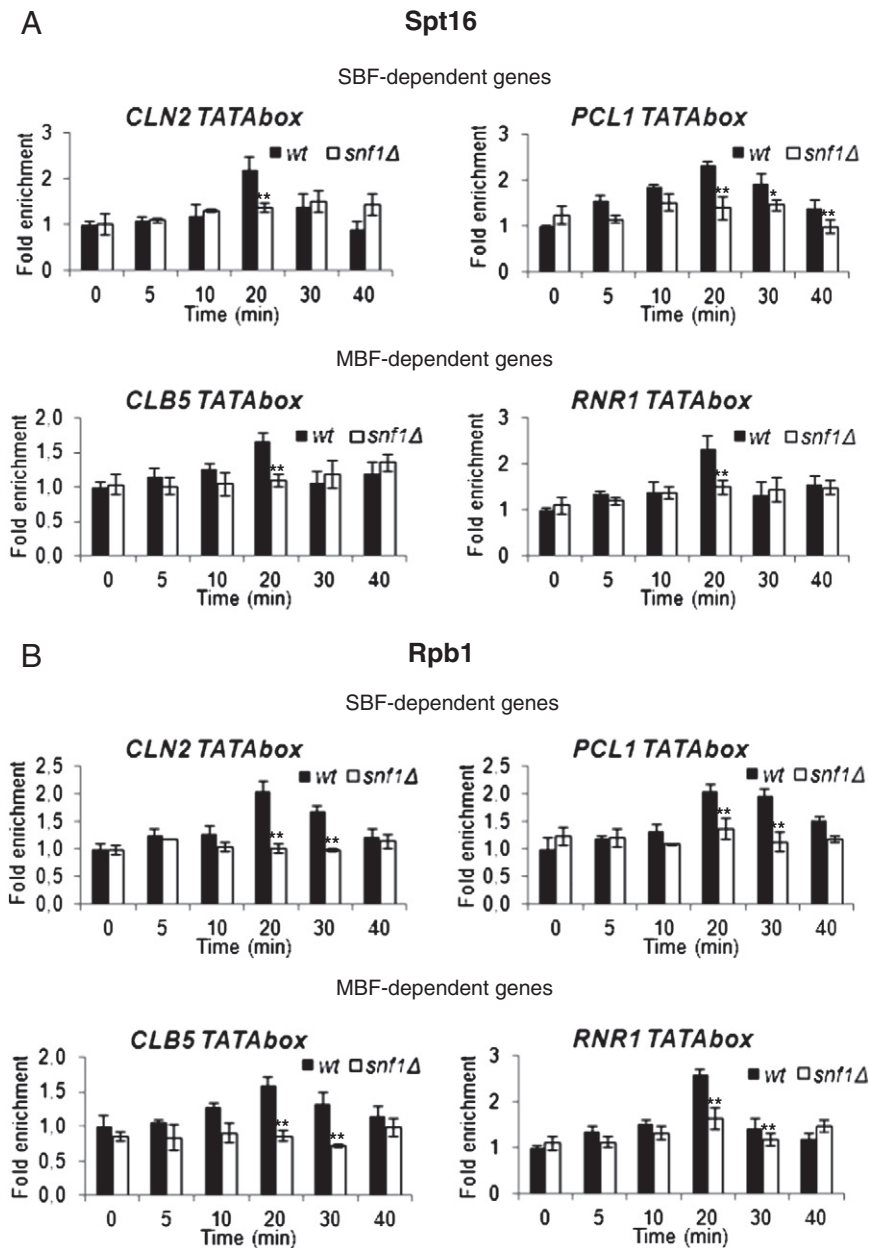 A
Spt16
SBF-dependent genes
CLN2 TATAbox
wt snf1Δ
Fold enrichment
3
2
1
0
**
0 5 10 20 30 40
Time (min)
PCL1 TATAbox
wt snf1Δ
Fold enrichment
3
2
1
0
** * **
0 5 10 20 30 40
Time (min)
MBF-dependent genes
CLB5 TATAbox
wt snf1Δ
Fold enrichment
2,0
1,5
1,0
0,5
0,0
**
0 5 10 20 30 40
Time (min)
RNR1 TATAbox
wt snf1Δ
Fold enrichment
3
2
1
0
**
0 5 10 20 30 40
Time (min)
B
Rpb1
SBF-dependent genes
CLN2 TATAbox
wt snf1Δ
Fold enrichment
2,5
2,0
1,5
1,0
0,5
0,0
** **
0 5 10 20 30 40
Time (min)
PCL1 TATAbox
wt snf1Δ
Fold enrichment
2,5
2,0
1,5
1,0
0,5
0,0
** **
0 5 10 20 30 40
Time (min)
MBF-dependent genes
CLB5 TATAbox
wt snf1Δ
Fold enrichment
2,0
1,5
1,0
0,5
0,0
** **
0 5 10 20 30 40
Time (min)
RNR1 TATAbox
wt snf1Δ
Fold enrichment
3
2
1
0
** **
0 5 10 20 30 40
Time (min)